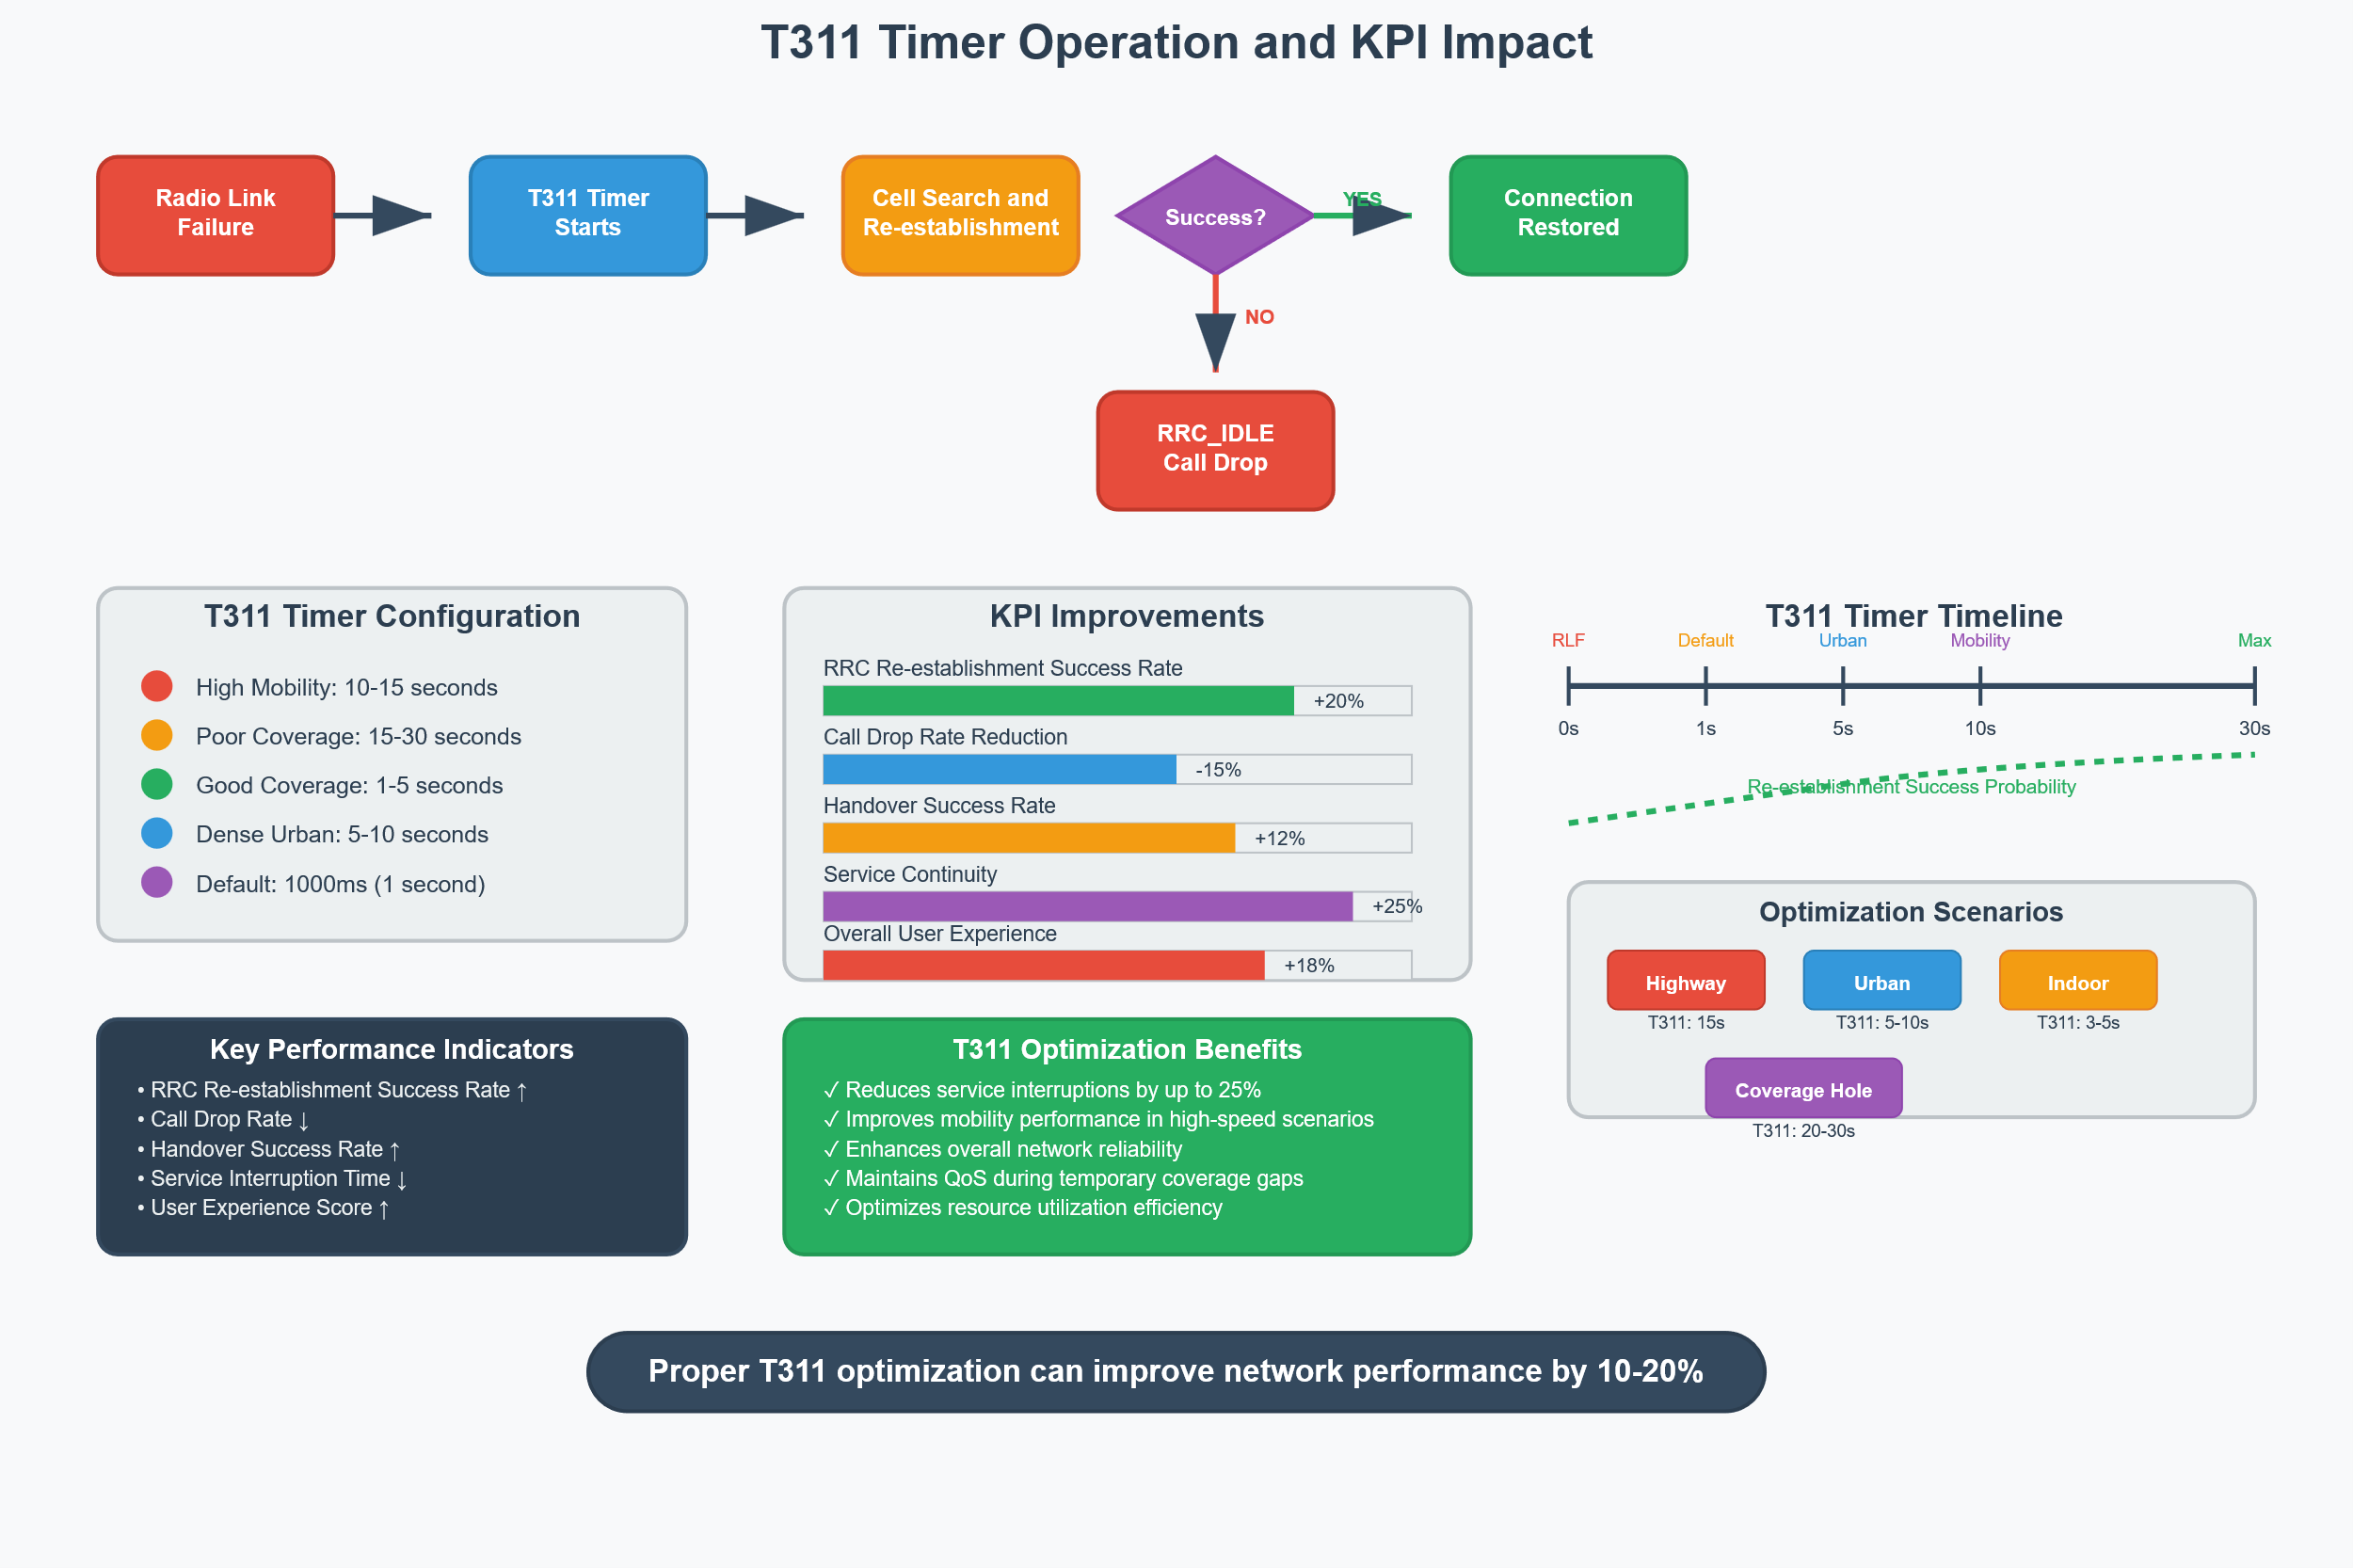 T311 Timer Operation and KPI Impact
Radio Link
Failure
T311 Timer
Starts
Cell Search and
Re-establishment
Success?
YES
Connection
Restored
NO
RRC_IDLE
Call Drop
T311 Timer Configuration
High Mobility: 10-15 seconds
Poor Coverage: 15-30 seconds
Good Coverage: 1-5 seconds
Dense Urban: 5-10 seconds
Default: 1000ms (1 second)
KPI Improvements
RRC Re-establishment Success Rate
+20%
Call Drop Rate Reduction
-15%
Handover Success Rate
+12%
Service Continuity
+25%
Overall User Experience
+18%
T311 Timer Timeline
RLF Default Urban Mobility Max
0s 1s 5s 10s 30s
Re-establishment Success Probability
Optimization Scenarios
Highway Urban Indoor
T311: 15s T311: 5-10s T311: 3-5s
Coverage Hole
T311: 20-30s
Key Performance Indicators
• RRC Re-establishment Success Rate ↑
• Call Drop Rate ↓
• Handover Success Rate ↑
• Service Interruption Time ↓
• User Experience Score ↑
T311 Optimization Benefits
✓ Reduces service interruptions by up to 25%
✓ Improves mobility performance in high-speed scenarios
✓ Enhances overall network reliability
✓ Maintains QoS during temporary coverage gaps
✓ Optimizes resource utilization efficiency
Proper T311 optimization can improve network performance by 10-20%